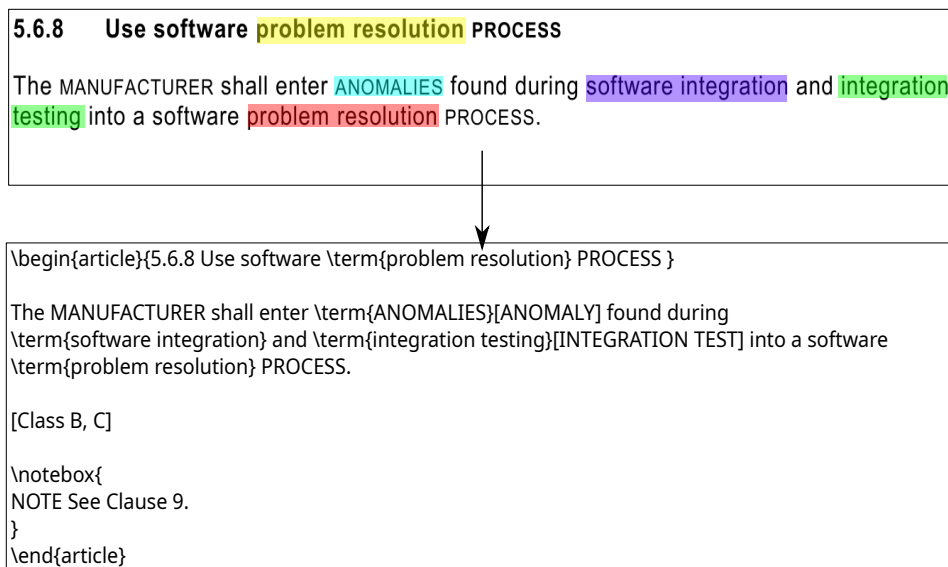 5.6.8 Use software problem resolution PROCESS
The MANUFACTURER shall enter ANOMALIES found during software integration and integration
testing into a software problem resolution PROCESS.
\begin{article}{5.6.8 Use software \term{problem resolution} PROCESS }
The MANUFACTURER shall enter \term{ANOMALIES}[ANOMALY] found during
\term{software integration} and \term{integration testing}[INTEGRATION TEST] into a software
\term{problem resolution} PROCESS.
[Class B, C]
\notebox{
NOTE See Clause 9.
}
\end{article}